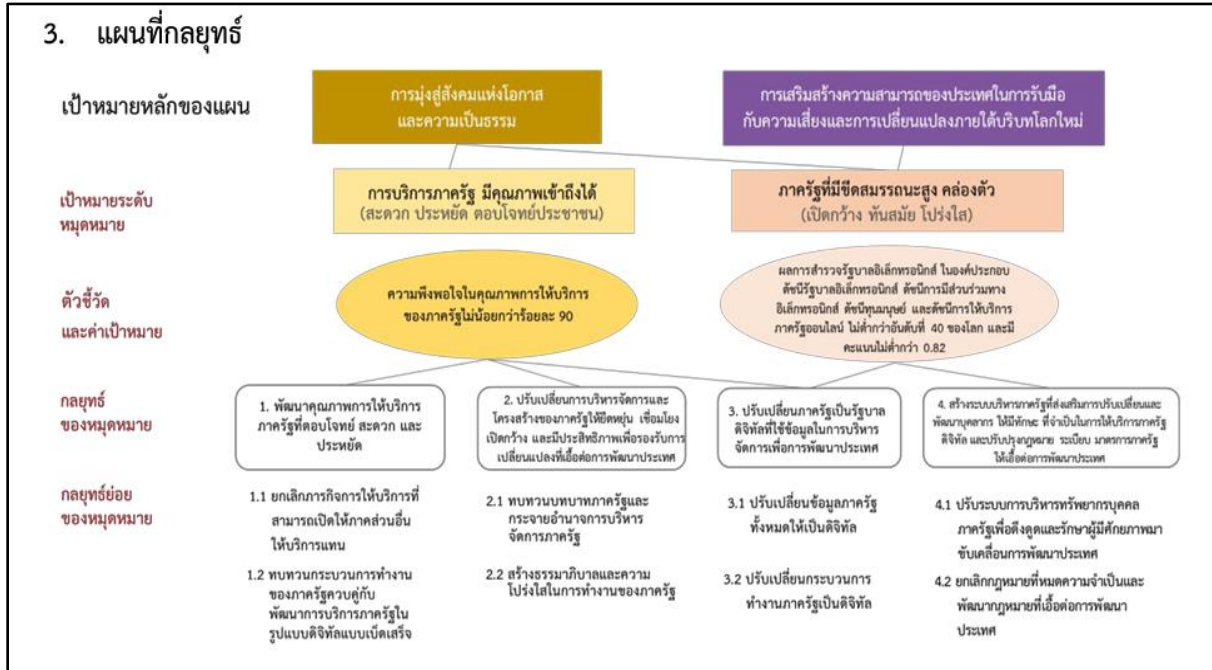 3. แผนที่กลยุทธ์
เป้าหมายหลักของแผน
การมุ่งสู่สังคมแห่งโอกาส
และความเป็นธรรม
การเสริมสร้างความสามารถของประเทศในการรับมือ
กับความเสี่ยงและการเปลี่ยนแปลงภายใต้บริบทโลกใหม่
เป้าหมายระดับ
หมุดหมาย
การบริการภาครัฐ มีคุณภาพเข้าถึงได้
(สะดวก ประหยัด ตอบโจทย์ประชาชน)
ภาครัฐที่มีขีดสมรรถนะสูง คล่องตัว
(เปิดกว้าง ทันสมัย โปร่งใส)
ตัวชี้วัด
และค่าเป้าหมาย
ความพึงพอใจในคุณภาพการให้บริการ
ของภาครัฐไม่น้อยกว่าร้อยละ 90
ผลการสำรวจรัฐบาลอิเล็กทรอนิกส์ ในองค์ประกอบ
ดัชนีรัฐบาลอิเล็กทรอนิกส์ ดัชนีการมีส่วนร่วมทาง
อิเล็กทรอนิกส์ ดัชนีทุนมนุษย์ และดัชนีการให้บริการ
ภาครัฐออนไลน์ ไม่ต่ำกว่าอันดับที่ 40 ของโลก และมี
คะแนนไม่ต่ำกว่า 0.82
กลยุทธ์
ของหมุดหมาย
1. พัฒนาคุณภาพการให้บริการ
ภาครัฐที่ตอบโจทย์ สะดวก และ
ประหยัด
2. ปรับเปลี่ยนการบริหารจัดการและ
โครงสร้างของภาครัฐให้ยืดหยุ่น เชื่อมโยง
เปิดกว้าง และมีประสิทธิภาพเพื่อรองรับการ
เปลี่ยนแปลงที่เอื้อต่อการพัฒนาประเทศ
3. ปรับเปลี่ยนภาครัฐเป็นรัฐบาล
ดิจิทัลที่ใช้ข้อมูลในการบริหาร
จัดการเพื่อการพัฒนาประเทศ
4. สร้างระบบบริหารภาครัฐที่ส่งเสริมการปรับเปลี่ยนและ
พัฒนาบุคลากร ให้มีทักษะ ที่จำเป็นในการให้บริการภาครัฐ
ดิจิทัล และปรับปรุงกฎหมาย ระเบียบ มาตรการภาครัฐ
ให้เอื้อต่อการพัฒนาประเทศ
กลยุทธ์ย่อย
ของหมุดหมาย
1.1 ยกเลิกภารกิจการให้บริการที่
สามารถเปิดให้ภาคส่วนอื่น
ให้บริการแทน
1.2 ทบทวนกระบวนการทำงาน
ของภาครัฐควบคู่กับ
พัฒนาการบริการภาครัฐใน
รูปแบบดิจิทัลแบบเบ็ดเสร็จ
2.1 ทบทวนบทบาทภาครัฐและ
กระจายอำนาจการบริหาร
จัดการภาครัฐ
2.2 สร้างธรรมาภิบาลและความ
โปร่งใสในการทำงานของภาครัฐ
3.1 ปรับเปลี่ยนข้อมูลภาครัฐ
ทั้งหมดให้เป็นดิจิทัล
3.2 ปรับเปลี่ยนกระบวนการ
ทำงานภาครัฐเป็นดิจิทัล
4.1 ปรับระบบการบริหารทรัพยากรบุคคล
ภาครัฐเพื่อดึงดูดและรักษาผู้มีศักยภาพมา
ขับเคลื่อนการพัฒนาประเทศ
4.2 ยกเลิกกฎหมายที่หมดความจำเป็นและ
พัฒนากฎหมายที่เอื้อต่อการพัฒนา
ประเทศ